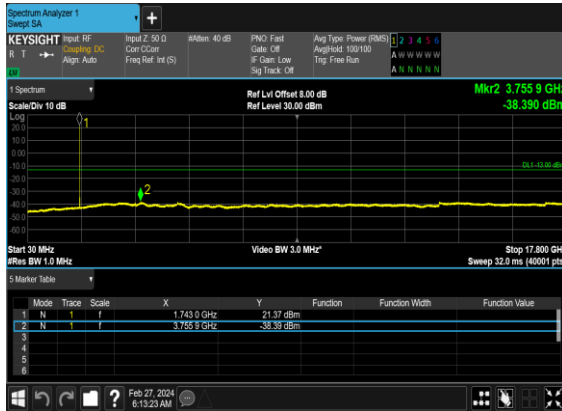 Spectrum Analyzer 1
Swept SA
KEYSIGHT Input: RF Input Z: 50 Ω #Atten: 40 dB PNO: Fast Avg Type: Power (RMS) 1 2 3 4 5 6
R T Coupling: DC Corr CCorr Gate: Off Avg|Hold: 100/100 A W W W W W
Align: Auto Freq Ref: Int (S) IF Gain: Low Trig: Free Run
Sig Track: Off A N N N N N
1 Spectrum Ref Lvl Offset 8.00 dB Mkr2 3.755 9 GHz
Scale/Div 10 dB Ref Level 30.00 dBm -38.390 dBm
Log
20.0
10.0
0.00
-10.0
-20.0
-30.0
-40.0
-50.0
-60.0
1
DL1 -13.00 dBm
2
Start 30 MHz Video BW 3.0 MHz* Stop 17.800 GHz
#Res BW 1.0 MHz Sweep 32.0 ms (40001 pts)
5 Marker Table
Mode Trace Scale X Y Function Function Width Function Value
1 N 1 f 1.743 0 GHz 21.37 dBm
2 N 1 f 3.755 9 GHz -38.39 dBm
3
4
5
6
? Feb 27, 2024
6:13:23 AM